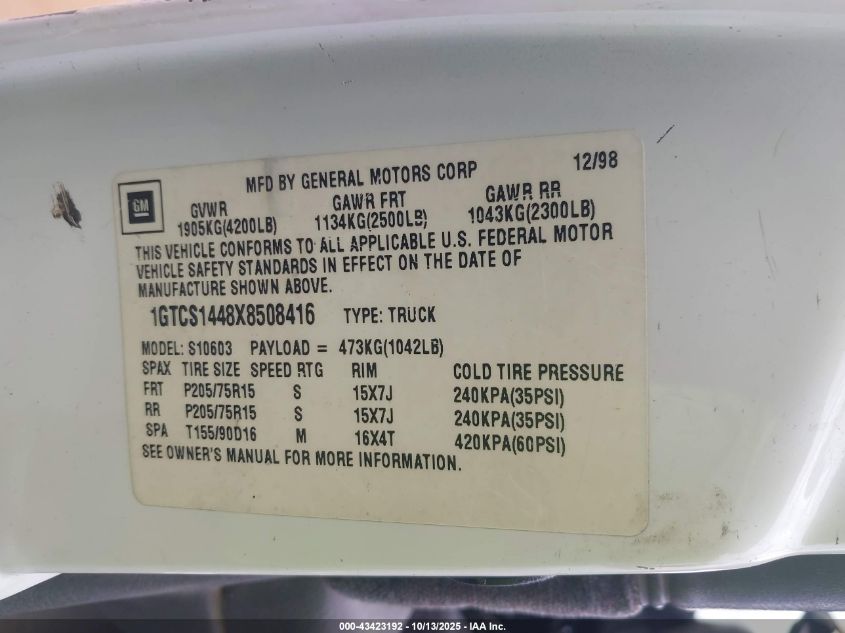 MFD BY GENERAL MOTORS CORP 12/98
GM
GVWR GAWR FRT GAWR RR
1905KG(4200LB) 1134KG(2500LB) 1043KG(2300LB)
THIS VEHICLE CONFORMS TO ALL APPLICABLE U.S. FEDERAL MOTOR
VEHICLE SAFETY STANDARDS IN EFFECT ON THE DATE OF
MANUFACTURE SHOWN ABOVE.
1GTCS1448X8508416 TYPE: TRUCK
MODEL: S10603 PAYLOAD = 473KG(1042LB)
SPAX TIRE SIZE SPEED RTG RIM COLD TIRE PRESSURE
FRT P205/75R15 S 15X7J 240KPA(35PSI)
RR P205/75R15 S 15X7J 240KPA(35PSI)
SPA T155/90D16 M 16X4T 420KPA(60PSI)
SEE OWNER'S MANUAL FOR MORE INFORMATION.
000-43423192 - 10/13/2025 - IAA Inc.